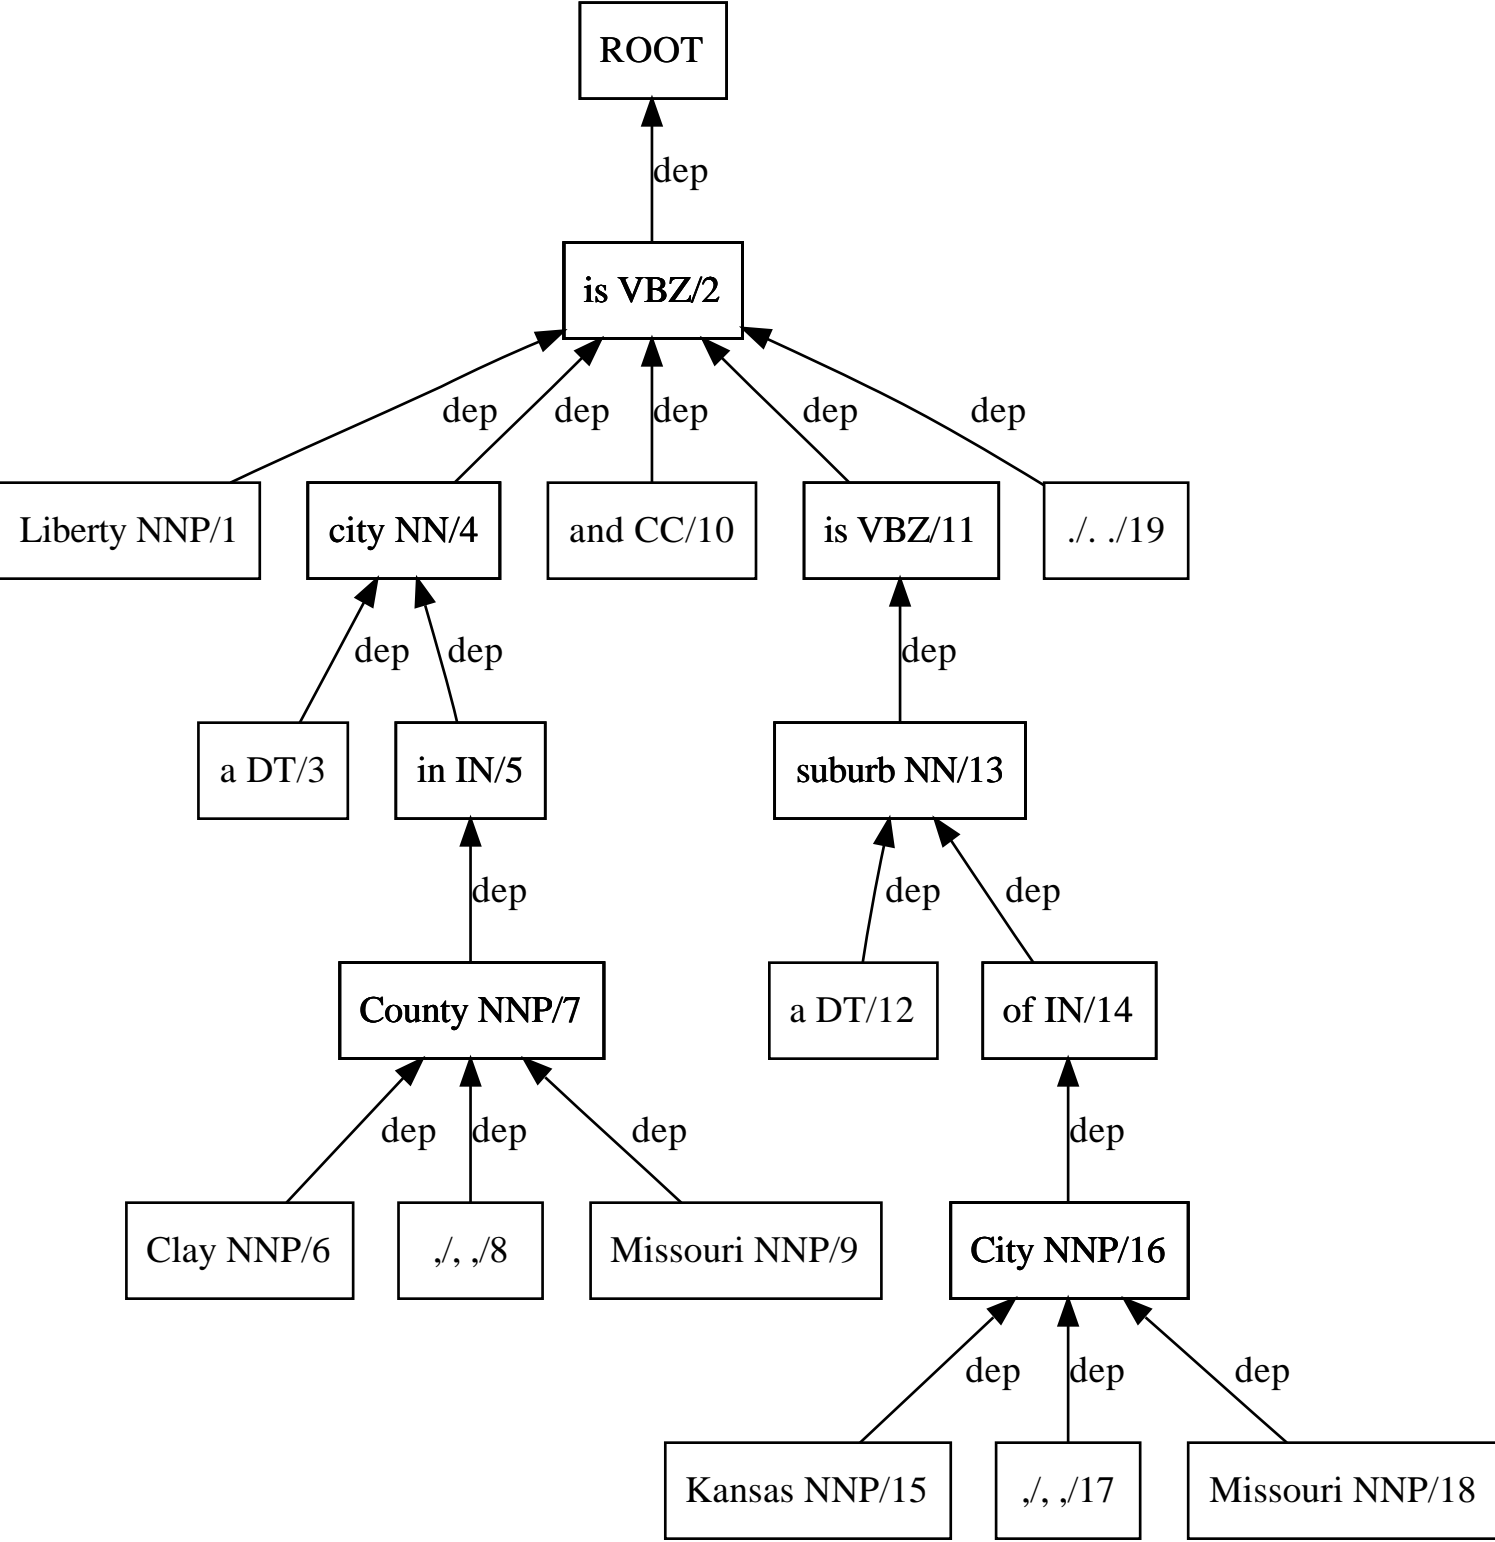 ROOT
dep
is VBZ/2
dep dep dep dep dep
Liberty NNP/1 city NN/4 and CC/10 is VBZ/11 ./. ./19
dep dep dep
a DT/3 in IN/5 suburb NN/13
dep dep dep
County NNP/7 a DT/12 of IN/14
dep dep dep dep
Clay NNP/6 ,/, ,/8 Missouri NNP/9 City NNP/16
dep dep dep
Kansas NNP/15 ,/, ,/17 Missouri NNP/18